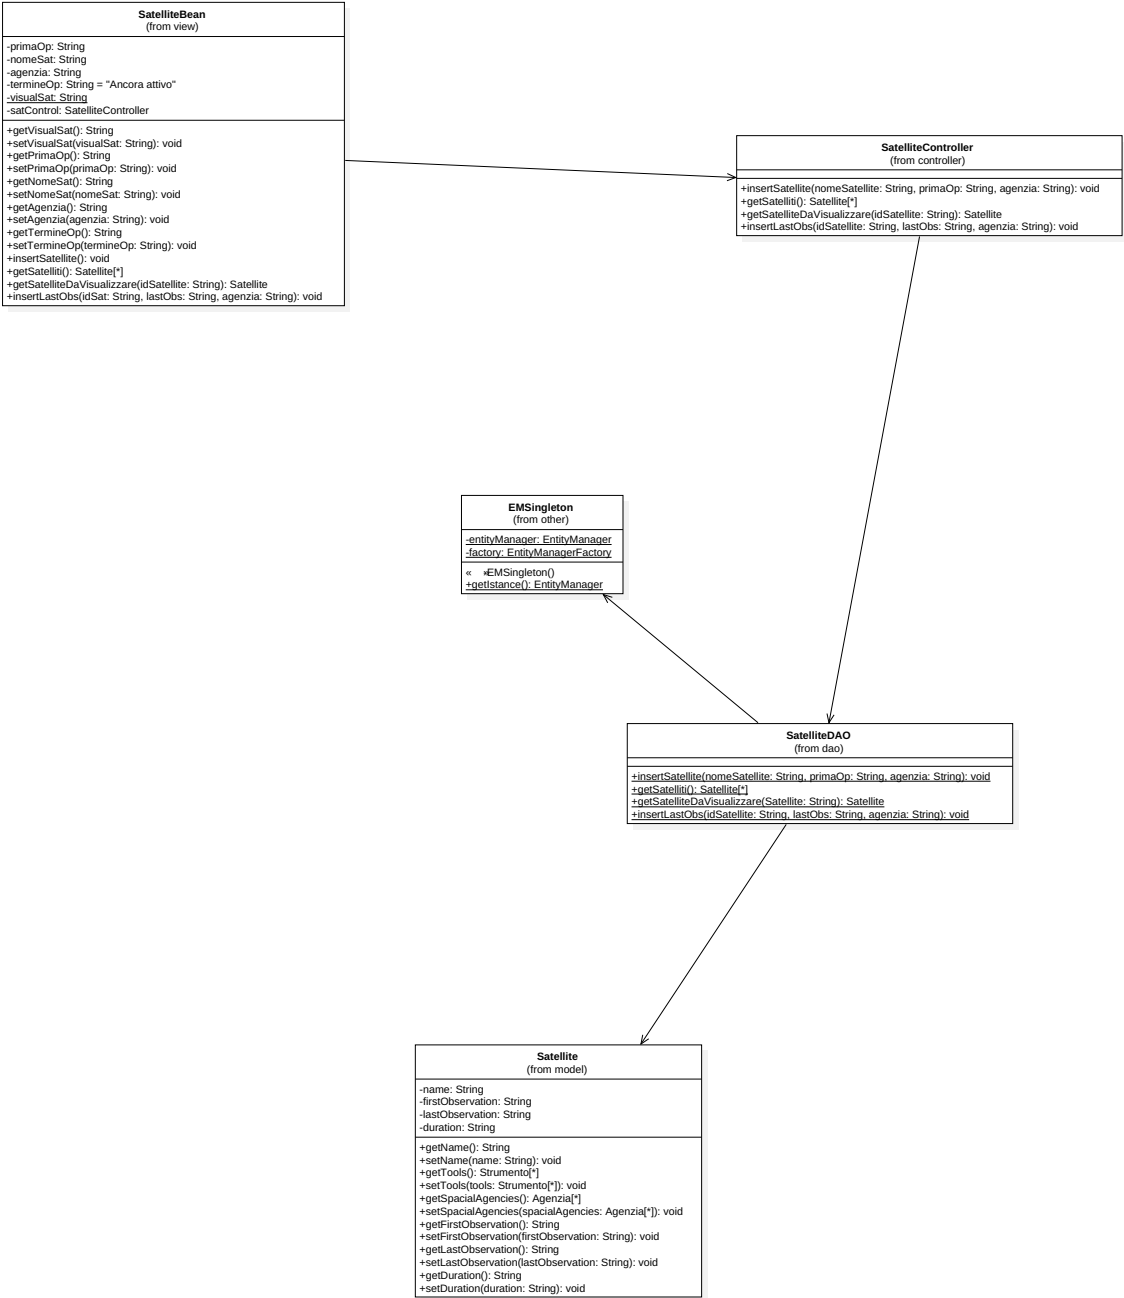 SatelliteBean
(from view)
-primaOp: String
-nomeSat: String
-agenzia: String
-termineOp: String = "Ancora attivo"
-visualSat: String
-satControl: SatelliteController
+getVisualSat(): String
+setVisualSat(visualSat: String): void
+getPrimaOp(): String
+setPrimaOp(primaOp: String): void
+getNomeSat(): String
+setNomeSat(nomeSat: String): void
+getAgenzia(): String
+setAgenzia(agenzia: String): void
+getTermineOp(): String
+setTermineOp(termineOp: String): void
+insertSatellite(): void
+getSatelliti(): Satellite[*]
+getSatelliteDaVisualizzare(idSatellite: String): Satellite
+insertLastObs(idSat: String, lastObs: String, agenzia: String): void
SatelliteController
(from controller)
+insertSatellite(nomeSatellite: String, primaOp: String, agenzia: String): void
+getSatelliti(): Satellite[*]
+getSatelliteDaVisualizzare(idSatellite: String): Satellite
+insertLastObs(idSatellite: String, lastObs: String, agenzia: String): void
EMSingleton
(from other)
-entityManager: EntityManager
-factory: EntityManagerFactory
« »EMSingleton()
+getIstance(): EntityManager
SatelliteDAO
(from dao)
+insertSatellite(nomeSatellite: String, primaOp: String, agenzia: String): void
+getSatelliti(): Satellite[*]
+getSatelliteDaVisualizzare(Satellite: String): Satellite
+insertLastObs(idSatellite: String, lastObs: String, agenzia: String): void
Satellite
(from model)
-name: String
-firstObservation: String
-lastObservation: String
-duration: String
+getName(): String
+setName(name: String): void
+getTools(): Strumento[*]
+setTools(tools: Strumento[*]): void
+getSpacialAgencies(): Agenzia[*]
+setSpacialAgencies(spacialAgencies: Agenzia[*]): void
+getFirstObservation(): String
+setFirstObservation(firstObservation: String): void
+getLastObservation(): String
+setLastObservation(lastObservation: String): void
+getDuration(): String
+setDuration(duration: String): void